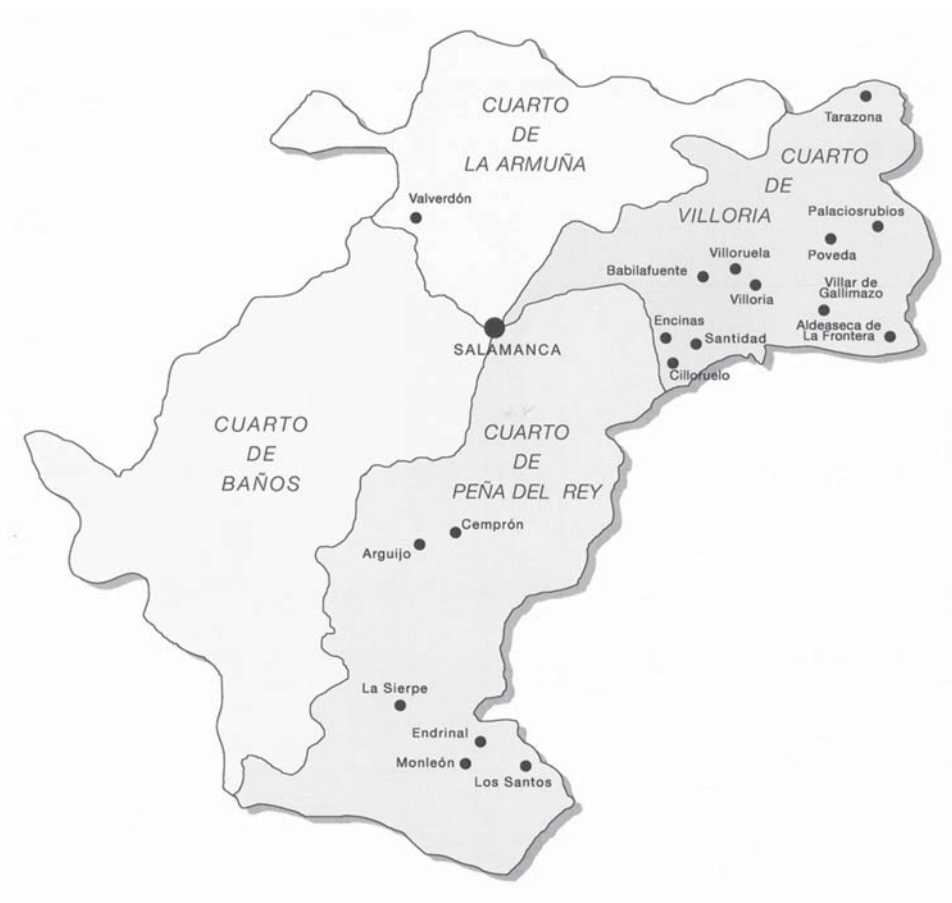 CUARTO
DE
LA ARMUÑA
Tarazona
CUARTO
DE
VILLORIA
Valverdón
Palaciosrubios
Poveda
Villoruela
Babilafuente
Villoria
Villar de
Gallimazo
Encinas
Santidad
Aldeaseca de
La Frontera
Cilloruelo
SALAMANCA
CUARTO
DE
BAÑOS
CUARTO
DE
PEÑA DEL REY
Cemprón
Arguijo
La Sierpe
Endrinal
Monleón
Los Santos